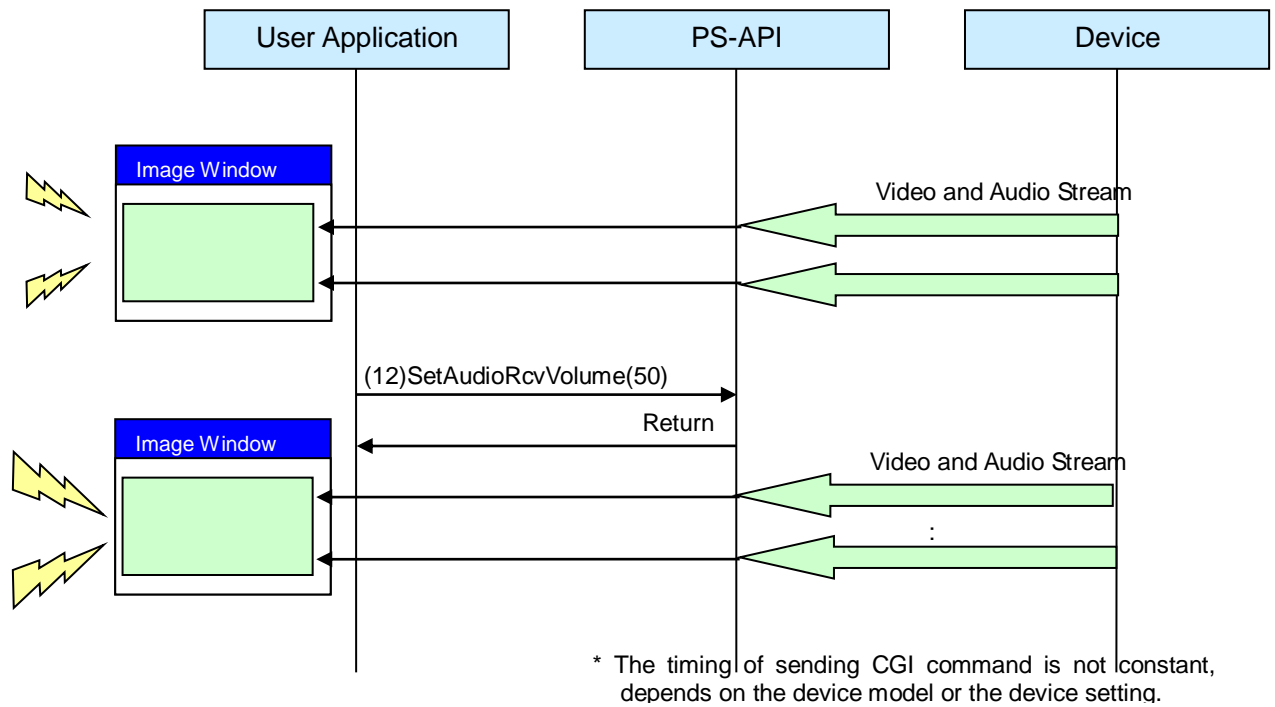 User Application
PS-API
Device
Image Window
Video and Audio Stream
(12)SetAudioRcvVolume(50)
Return
Image Window
Video and Audio Stream
:
* The timing of sending CGI command is not constant,
depends on the device model or the device setting.